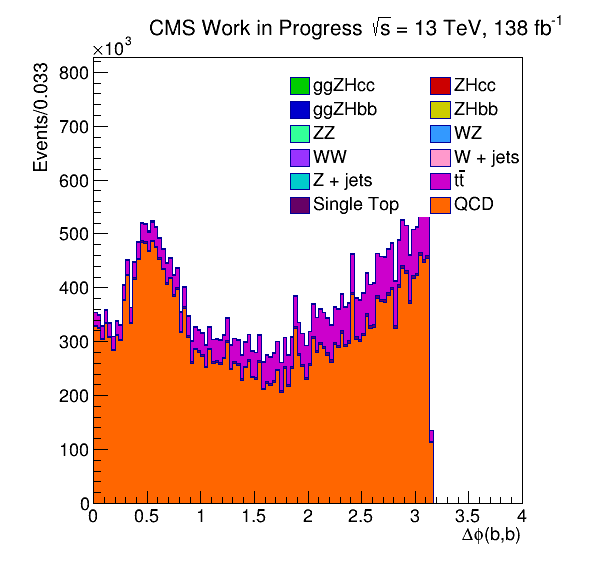 CMS Work in Progress √s = 13 TeV, 138 fb⁻¹
×10³
Events/0.033
800
700
600
500
400
300
200
100
0
ggZHcc ZHcc
ggZHbb ZHbb
ZZ WZ
WW W + jets
Z + jets tt̅
Single Top QCD
0 0.5 1 1.5 2 2.5 3 3.5 4
Δϕ(b,b)